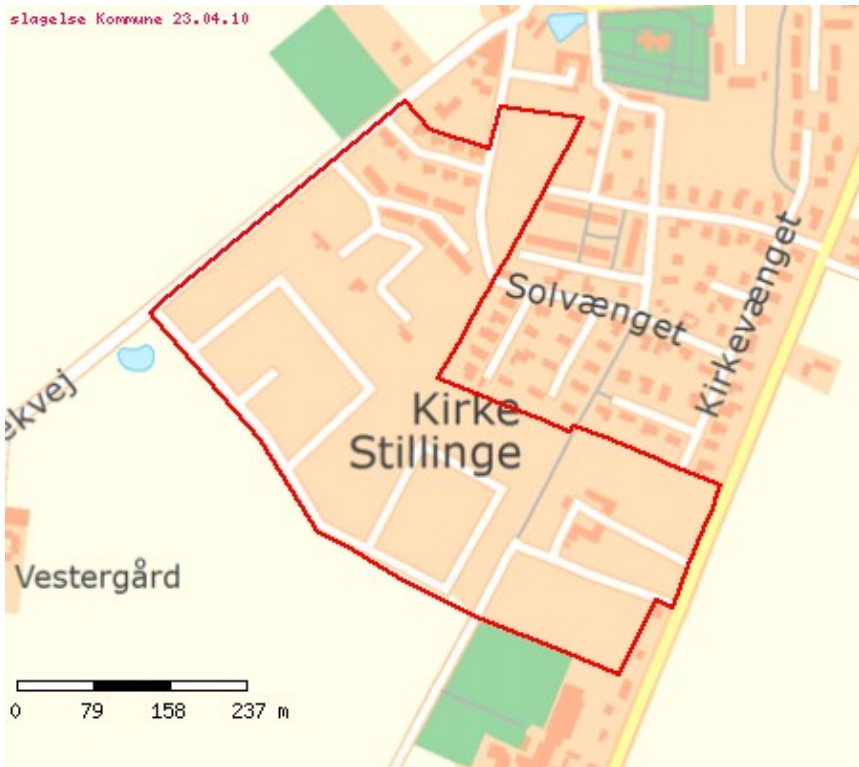 slagelse Kommune 23.04.10
Solvænget
Kirkevænget
ekvej
Kirke
Stillinge
Vestergård
0 79 158 237 m